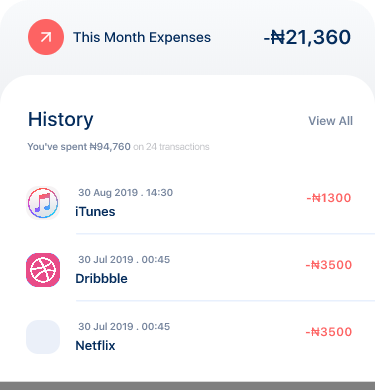 This Month Expenses -₦21,360
History View All
You've spent ₦94,760 on 24 transactions
30 Aug 2019 . 14:30
iTunes -₦1300
30 Jul 2019 . 00:45
Dribbble -₦3500
30 Jul 2019 . 00:45
Netflix -₦3500